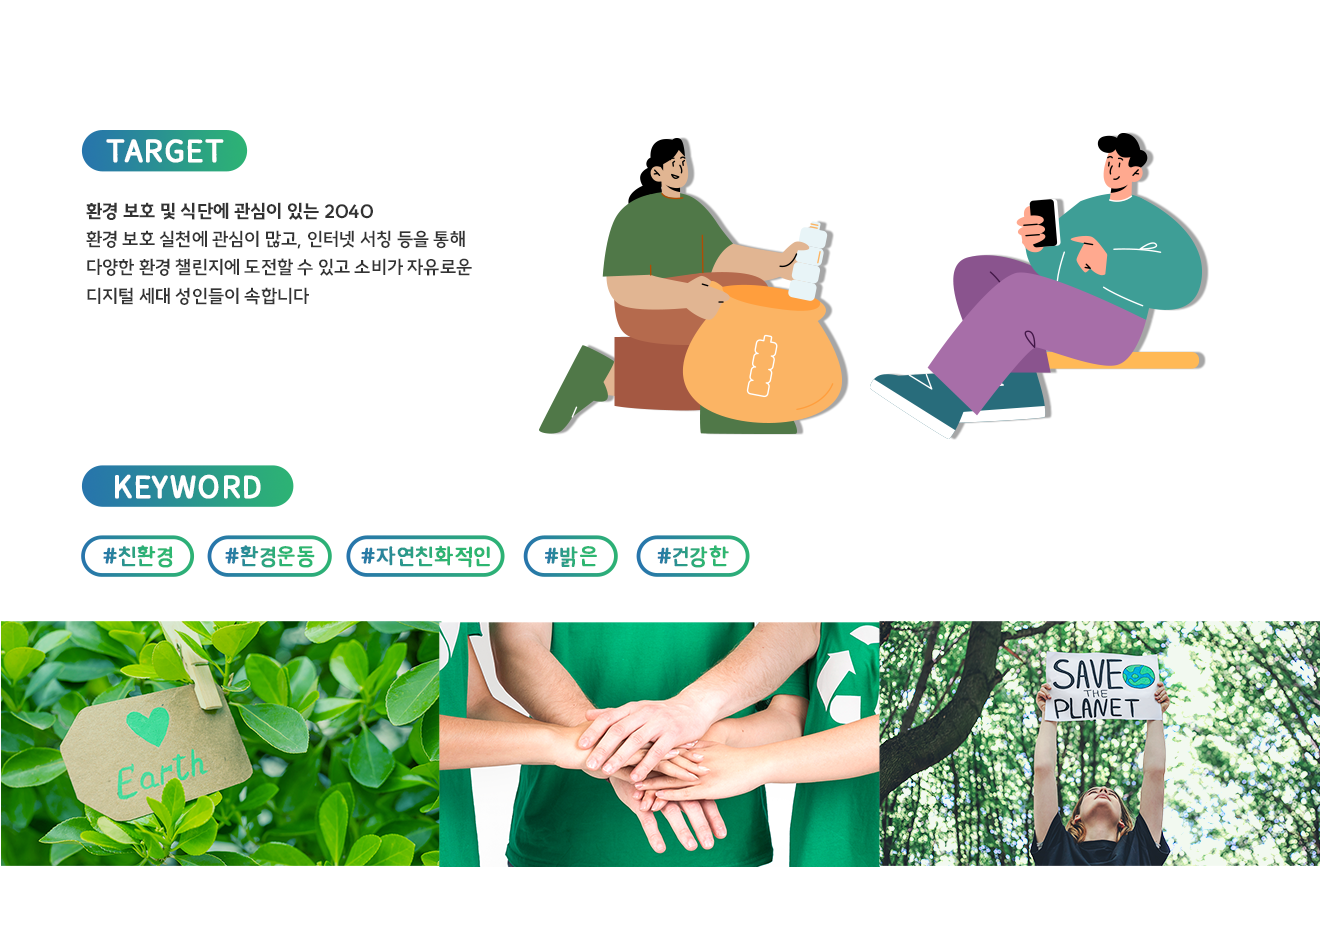 TARGET
환경 보호 및 식단에 관심이 있는 2040
환경 보호 실천에 관심이 많고, 인터넷 서칭 등을 통해
다양한 환경 챌린지에 도전할 수 있고 소비가 자유로운
디지털 세대 성인들이 속합니다
KEYWORD
#친환경 #환경운동 #자연친화적인 #밝은 #건강한
Earth
SAVE
THE
PLANET